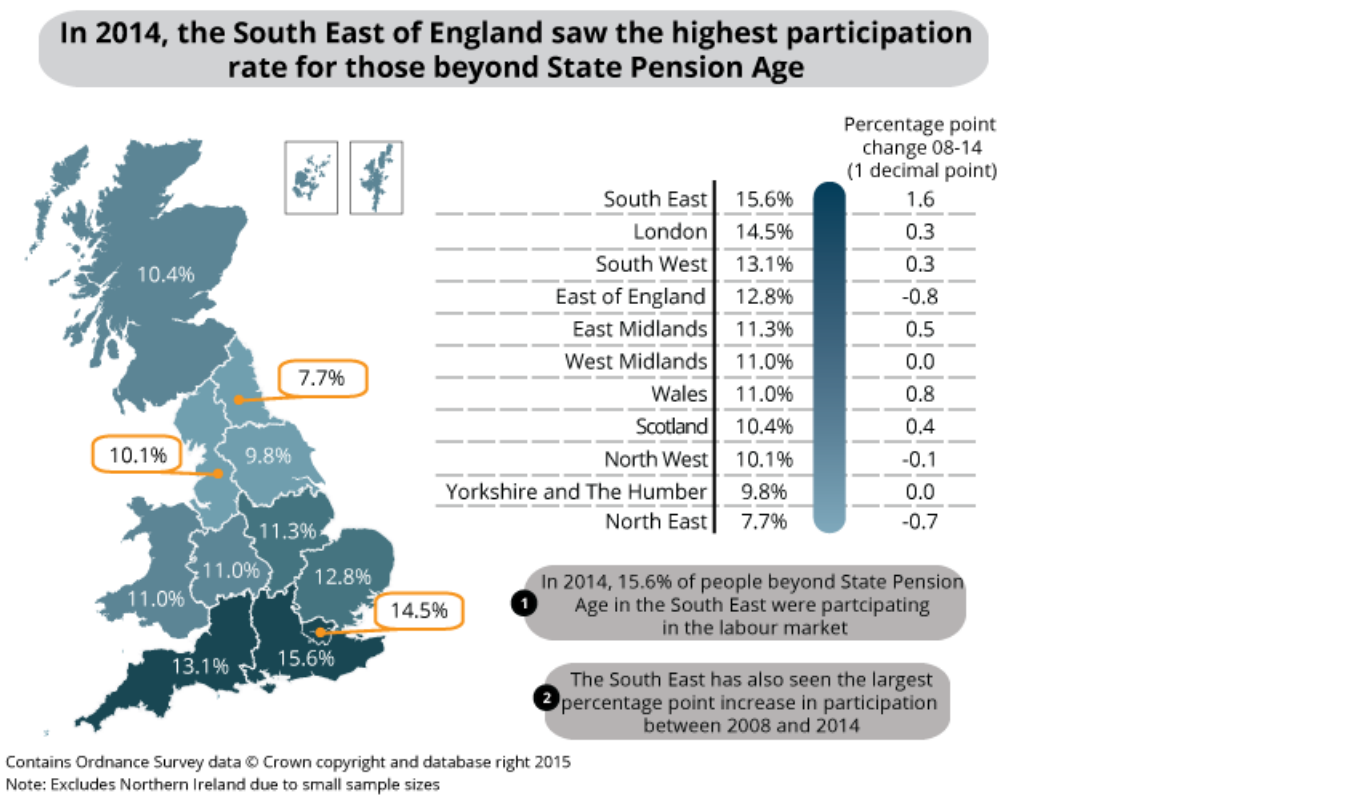 In 2014, the South East of England saw the highest participation
rate for those beyond State Pension Age
Percentage point
change 08-14
(1 decimal point)
South East 15.6% 1.6
London 14.5% 0.3
South West 13.1% 0.3
East of England 12.8% -0.8
East Midlands 11.3% 0.5
West Midlands 11.0% 0.0
Wales 11.0% 0.8
Scotland 10.4% 0.4
North West 10.1% -0.1
Yorkshire and The Humber 9.8% 0.0
North East 7.7% -0.7
10.4%
7.7%
10.1%
9.8%
11.3%
11.0%
12.8%
11.0%
14.5%
13.1%
15.6%
1
In 2014, 15.6% of people beyond State Pension
Age in the South East were partcipating
in the labour market
2
The South East has also seen the largest
percentage point increase in participation
between 2008 and 2014
Contains Ordnance Survey data © Crown copyright and database right 2015
Note: Excludes Northern Ireland due to small sample sizes